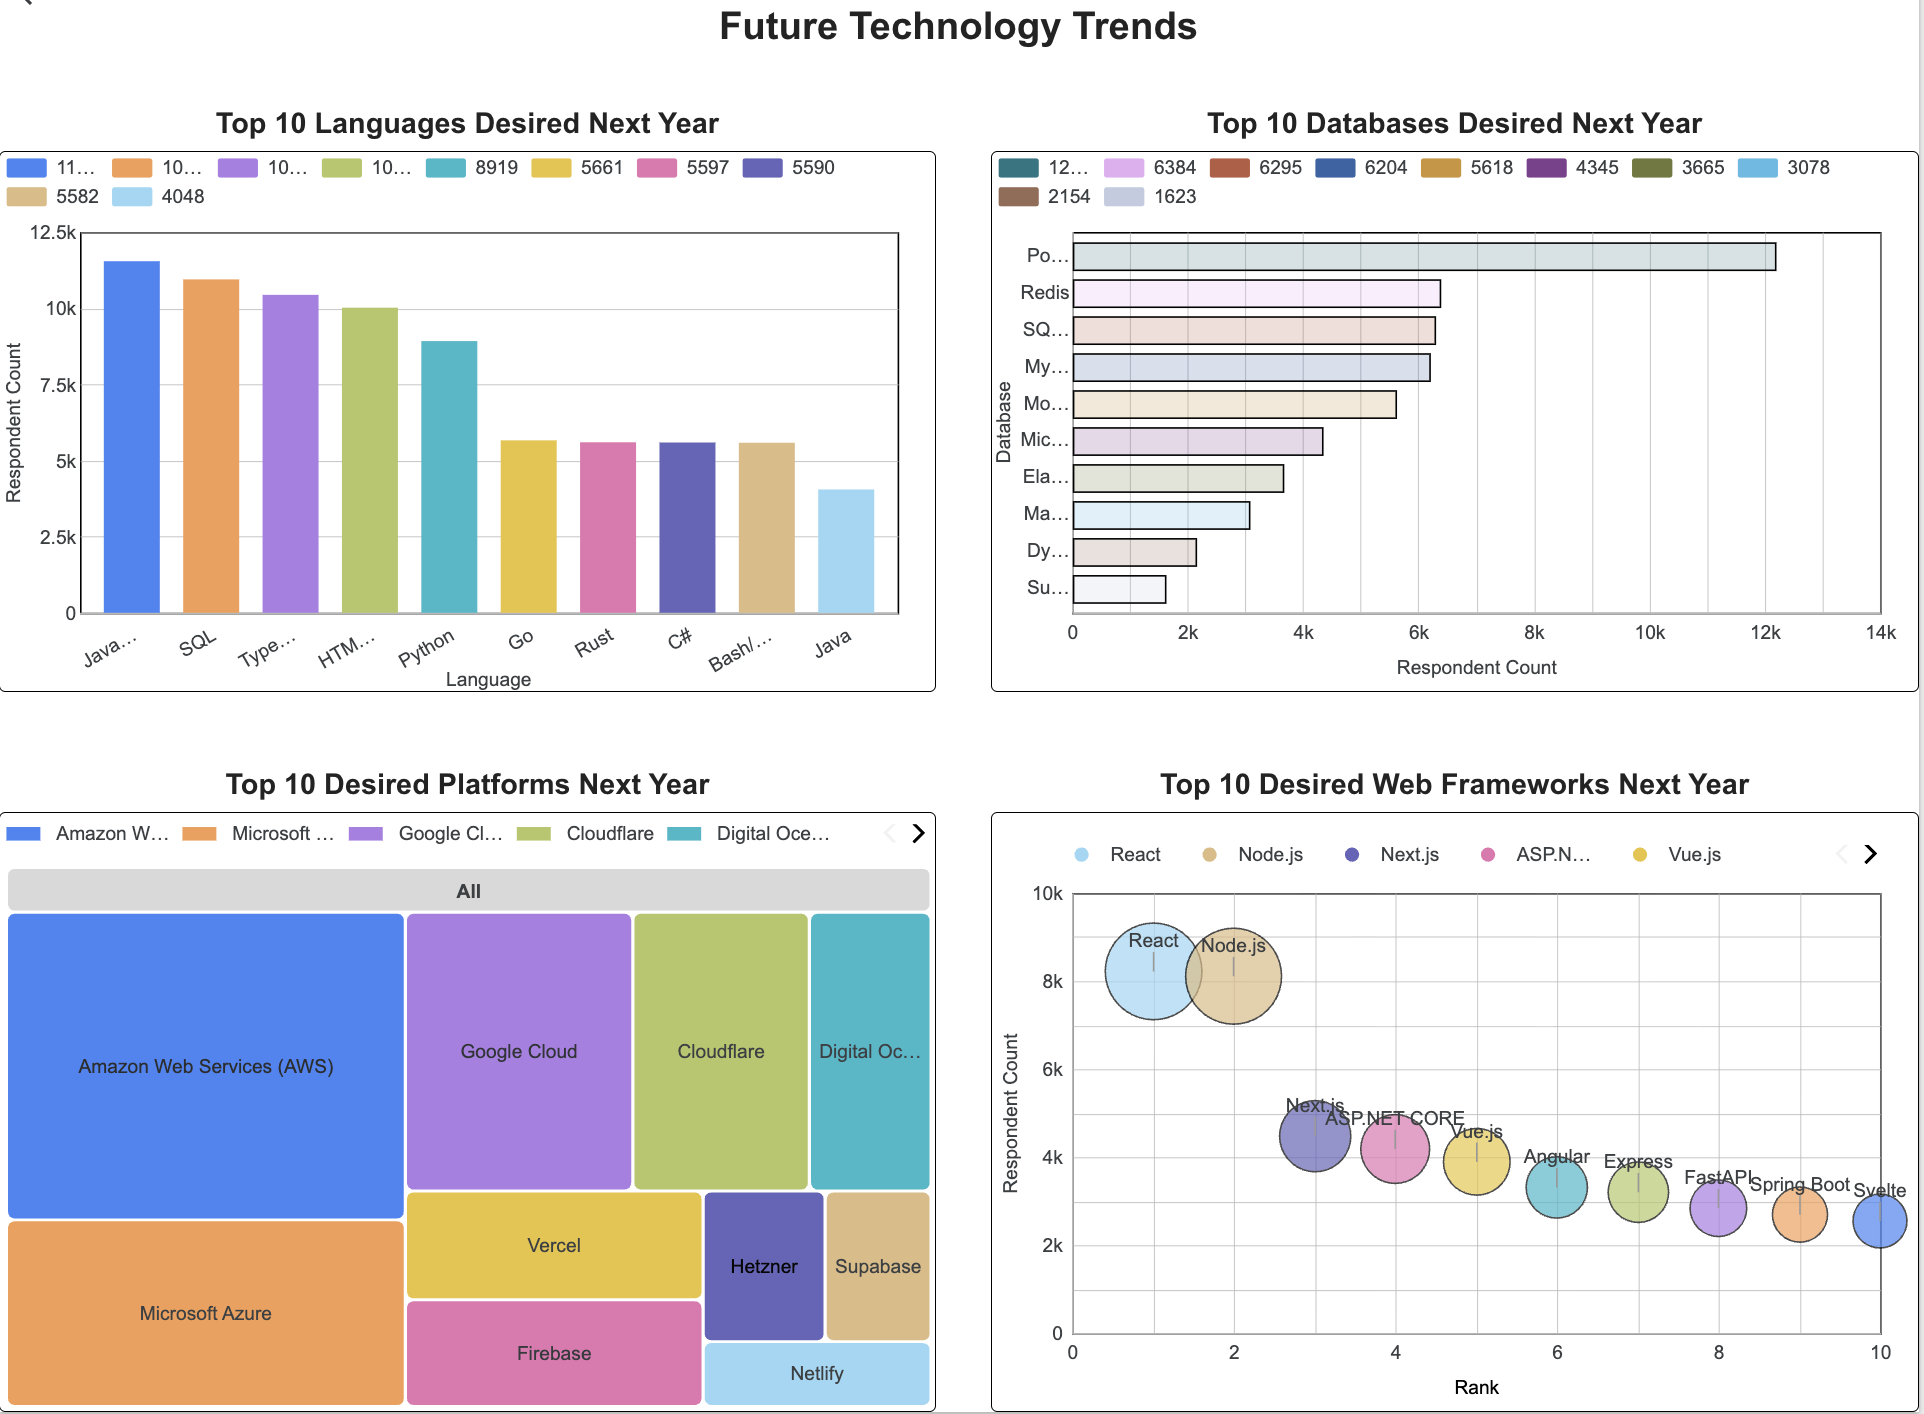 Future Technology Trends
Top 10 Languages Desired Next Year
11… 10… 10… 10… 8919 5661 5597 5590
5582 4048
12.5k
10k
7.5k
5k
2.5k
0
Respondent Count
Java… SQL Type… HTM… Python Go Rust C# Bash/… Java
Language
Top 10 Databases Desired Next Year
12… 6384 6295 6204 5618 4345 3665 3078
2154 1623
Po…
Redis
SQ…
My…
Mo…
Mic…
Ela…
Ma…
Dy…
Su…
Database
0 2k 4k 6k 8k 10k 12k 14k
Respondent Count
Top 10 Desired Platforms Next Year
Amazon W… Microsoft … Google Cl… Cloudflare Digital Oce…
All
Amazon Web Services (AWS)
Google Cloud
Cloudflare
Digital Oc…
Microsoft Azure
Vercel
Hetzner
Supabase
Firebase
Netlify
Top 10 Desired Web Frameworks Next Year
React Node.js Next.js ASP.N… Vue.js
10k
8k
6k
4k
2k
0
Respondent Count
React
Node.js
Next.js
ASP.NET CORE
Vue.js
Angular
Express
FastAPI
Spring Boot
Svelte
0 2 4 6 8 10
Rank